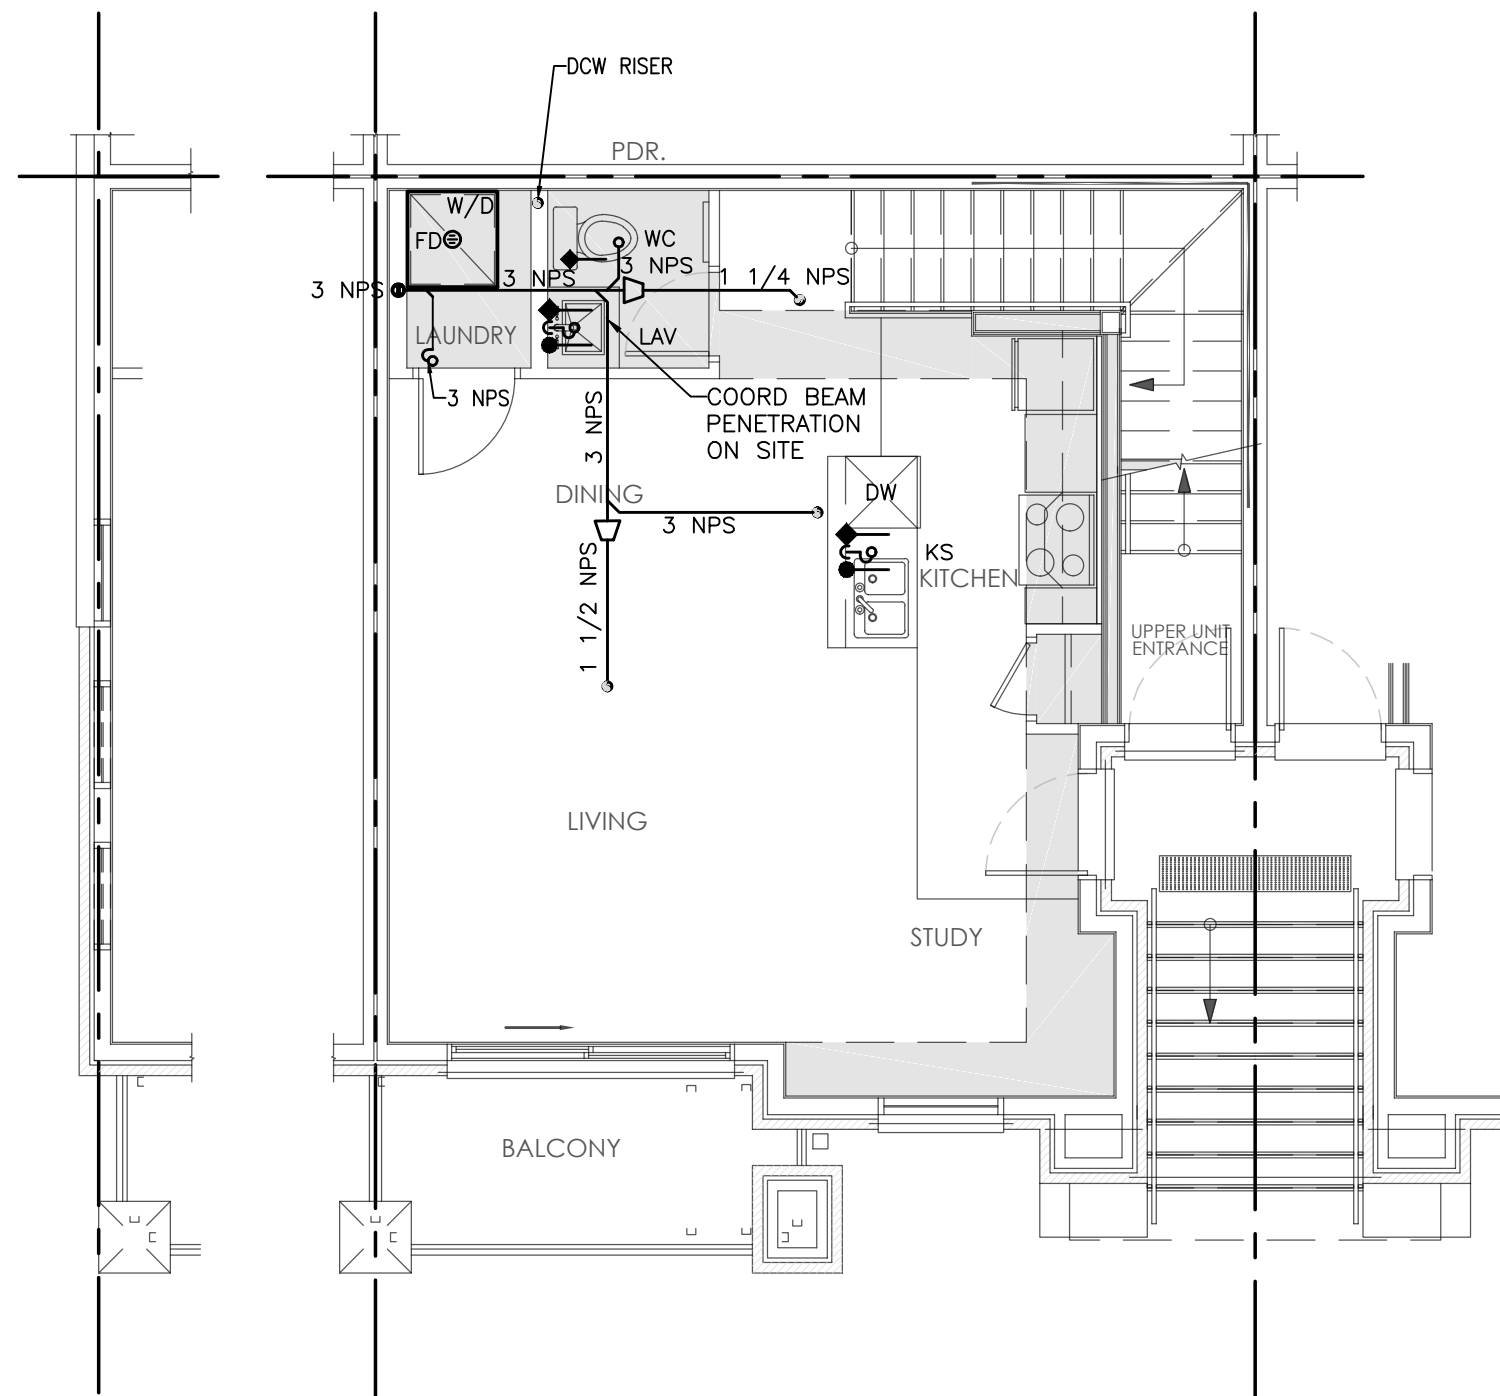 DCW RISER
PDR.
W/D
FD
WC
3 NPS
3 NPS
3 NPS
1 1/4 NPS
LAUNDRY
LAV
3 NPS
COORD BEAM
PENETRATION
ON SITE
3 NPS
DINING
DW
3 NPS
KS
KITCHEN
1 1/2 NPS
UPPER UNIT
ENTRANCE
LIVING
STUDY
BALCONY